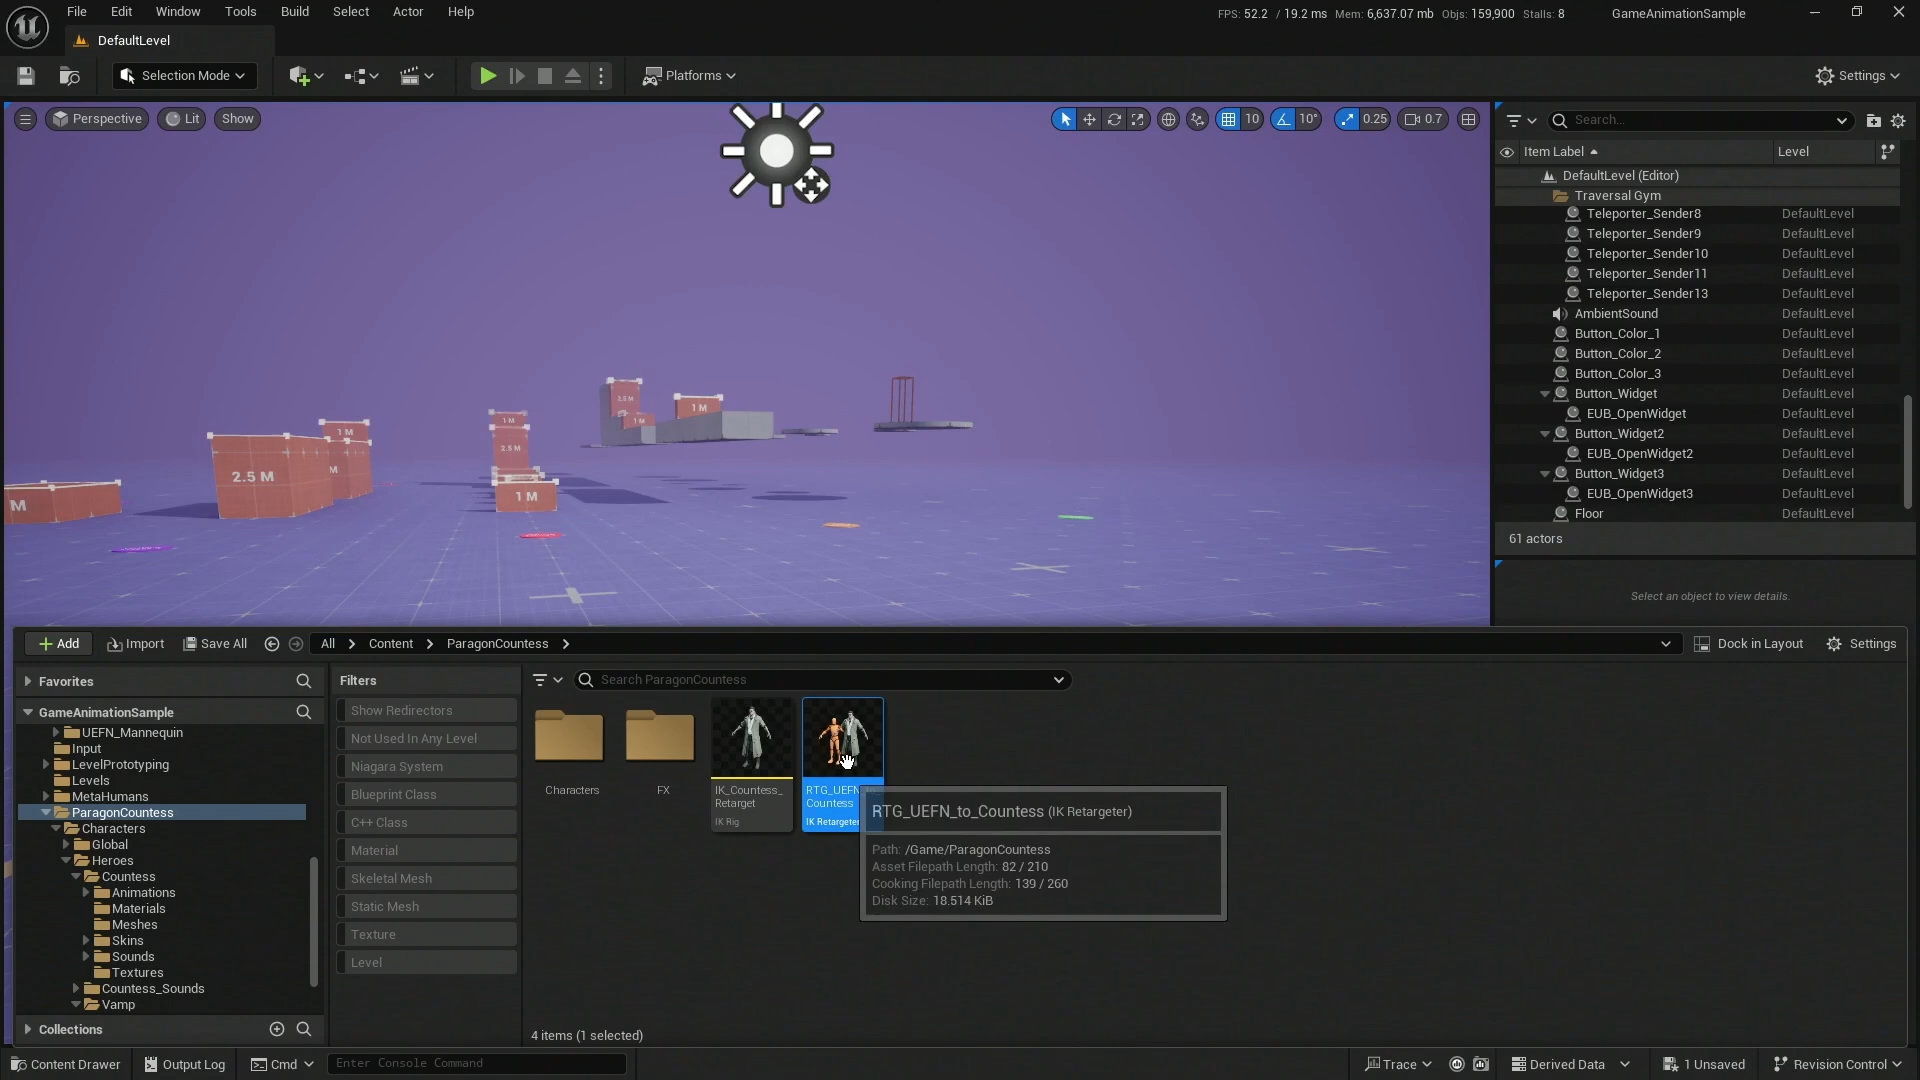 File Edit Window Tools Build Select Actor Help
FPS: 52.2 / 19.2 ms Mem: 6,637.07 mb Objs: 159,900 Stalls: 8
GameAnimationSample
DefaultLevel
Selection Mode
Platforms
Settings
Perspective
Lit
Show
10
10°
0.25
0.7
Search...
Item Label
Level
DefaultLevel (Editor)
Traversal Gym
Teleporter_Sender8 DefaultLevel
Teleporter_Sender9 DefaultLevel
Teleporter_Sender10 DefaultLevel
Teleporter_Sender11 DefaultLevel
Teleporter_Sender13 DefaultLevel
AmbientSound DefaultLevel
Button_Color_1 DefaultLevel
Button_Color_2 DefaultLevel
Button_Color_3 DefaultLevel
Button_Widget DefaultLevel
EUB_OpenWidget DefaultLevel
Button_Widget2 DefaultLevel
EUB_OpenWidget2 DefaultLevel
Button_Widget3 DefaultLevel
EUB_OpenWidget3 DefaultLevel
Floor DefaultLevel
61 actors
Select an object to view details.
2.5 M
1 M
1 M
1 M
1 M
2.5 M
M
2.5 M
M
1 M
1 M
Add
Import
Save All
All > Content > ParagonCountess >
Dock in Layout
Settings
Favorites
GameAnimationSample
UEFN_Mannequin
Input
LevelPrototyping
Levels
MetaHumans
ParagonCountess
Characters
Global
Heroes
Countess
Animations
Materials
Meshes
Skins
Sounds
Textures
Countess_Sounds
Vamp
Collections
Filters
Show Redirectors
Not Used In Any Level
Niagara System
Blueprint Class
C++ Class
Material
Skeletal Mesh
Static Mesh
Texture
Level
Search ParagonCountess
Characters
FX
IK_Countess_
Retarget
IK Rig
RTG_UEFN_to_
Countess
IK Retargeter
RTG_UEFN_to_Countess (IK Retargeter)
Path: /Game/ParagonCountess
Asset Filepath Length: 82 / 210
Cooking Filepath Length: 139 / 260
Disk Size: 18.514 KiB
4 items (1 selected)
Content Drawer
Output Log
Cmd
Enter Console Command
Trace
Derived Data
1 Unsaved
Revision Control